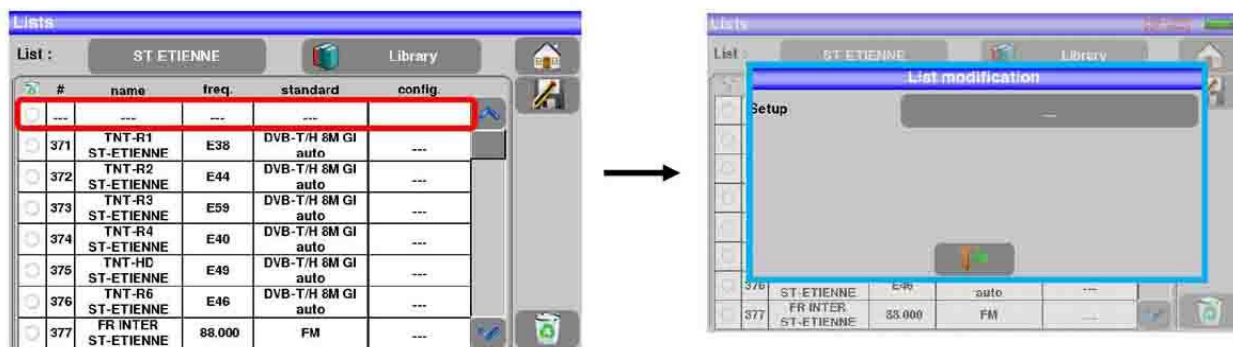 Lists
List : ST ETIENNE Library
# name freq. standard config.
--- --- --- ---
371 TNT-R1 ST-ETIENNE E38 DVB-T/H 8M GI auto ---
372 TNT-R2 ST-ETIENNE E44 DVB-T/H 8M GI auto ---
373 TNT-R3 ST-ETIENNE E59 DVB-T/H 8M GI auto ---
374 TNT-R4 ST-ETIENNE E40 DVB-T/H 8M GI auto ---
375 TNT-HD ST-ETIENNE E49 DVB-T/H 8M GI auto ---
376 TNT-R6 ST-ETIENNE E46 DVB-T/H 8M GI auto ---
377 FR INTER ST-ETIENNE 88.000 FM ---
Lists
List : ST ETIENNE Library
List modification
Setup ---
376 ST-ETIENNE E46 auto ---
377 FR INTER ST-ETIENNE 88.000 FM ---